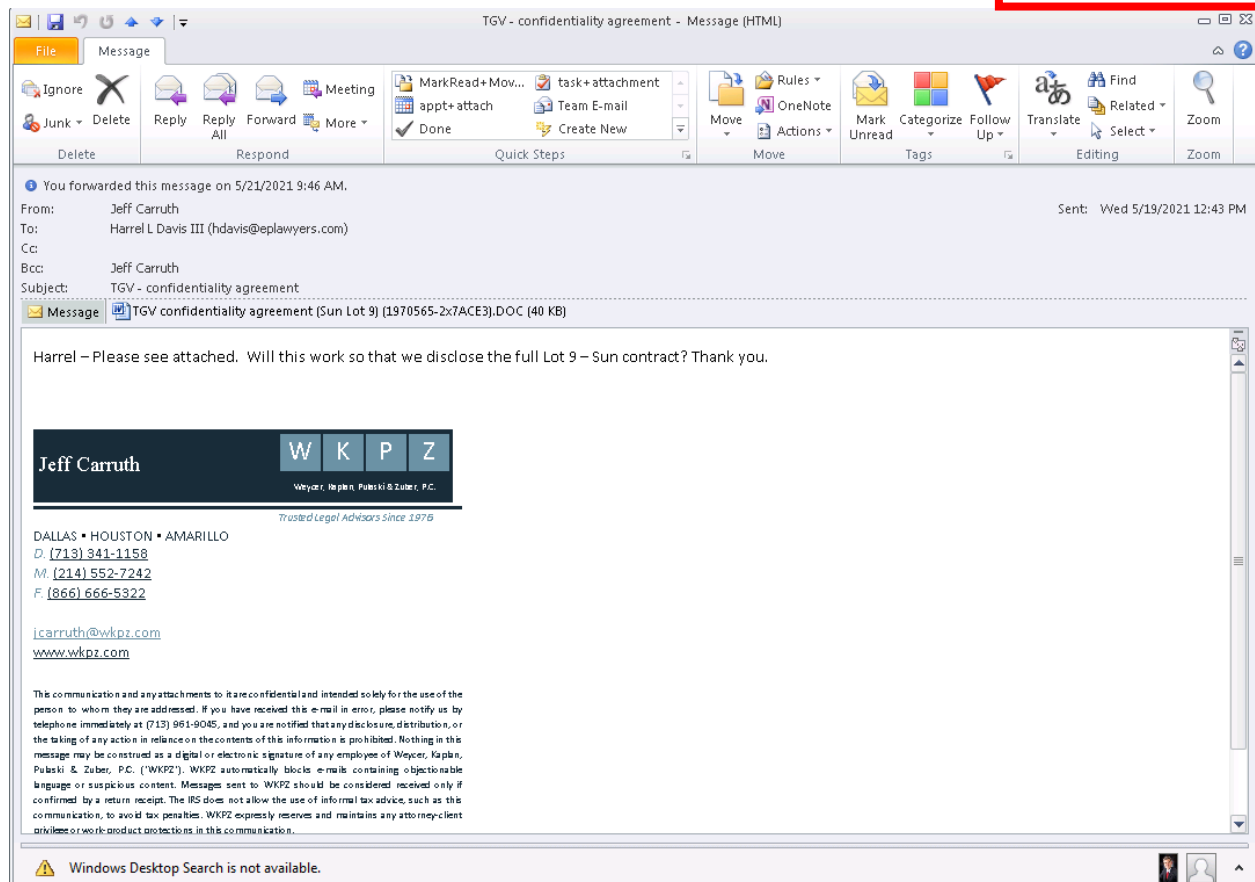 TGV - confidentiality agreement - Message (HTML)
File Message
Ignore
Junk
Delete
Reply
Reply All
Forward
Meeting
More
MarkRead+Mov...
appt+attach
Done
task+attachment
Team E-mail
Create New
Move
Rules
OneNote
Actions
Mark Unread
Categorize
Follow Up
Translate
Find
Related
Select
Zoom
Delete Respond Quick Steps Move Tags Editing Zoom
You forwarded this message on 5/21/2021 9:46 AM.
From: Jeff Carruth Sent: Wed 5/19/2021 12:43 PM
To: Harrel L Davis III (hdavis@eplawyers.com)
Cc:
Bcc: Jeff Carruth
Subject: TGV - confidentiality agreement
Message TGV confidentiality agreement (Sun Lot 9) (1970565-2x7ACE3).DOC (40 KB)
Harrel – Please see attached. Will this work so that we disclose the full Lot 9 – Sun contract? Thank you.
Jeff Carruth
W K P Z
Weycer, Kaplan, Pulaski & Zuber, P.C.
Trusted Legal Advisors Since 1976
DALLAS ▪ HOUSTON ▪ AMARILLO
D. (713) 341-1158
M. (214) 552-7242
F. (866) 666-5322
jcarruth@wkpz.com
www.wkpz.com
This communication and any attachments to it are confidential and intended solely for the use of the
person to whom they are addressed. If you have received this e-mail in error, please notify us by
telephone immediately at (713) 961-9045, and you are notified that any disclosure, distribution, or
the taking of any action in reliance on the contents of this information is prohibited. Nothing in this
message may be construed as a digital or electronic signature of any employee of Weycer, Kaplan,
Pulaski & Zuber, P.C. ("WKPZ"). WKPZ automatically blocks e-mails containing objectionable
language or suspicious content. Messages sent to WKPZ should be considered received only if
confirmed by a return receipt. The IRS does not allow the use of informal tax advice, such as this
communication, to avoid tax penalties. WKPZ expressly reserves and maintains any attorney-client
privilege or work-product protections in this communication.
Windows Desktop Search is not available.